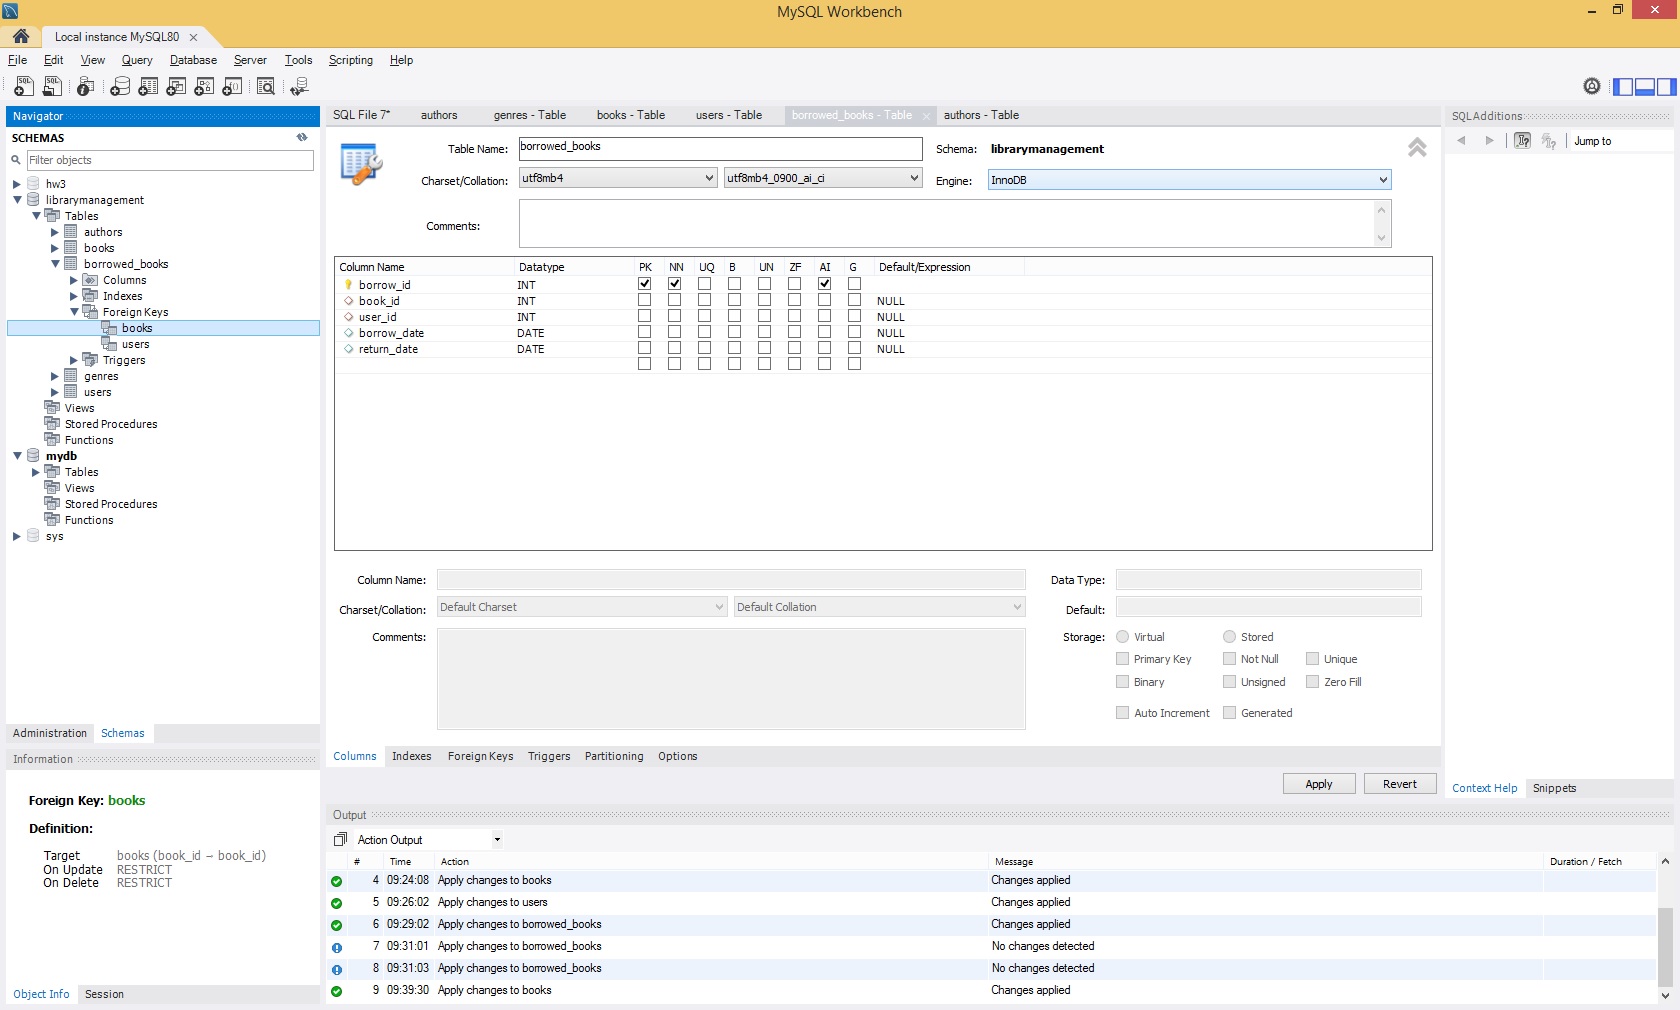 MySQL Workbench
Local instance MySQL80
File Edit View Query Database Server Tools Scripting Help
Navigator
SCHEMAS
Filter objects
hw3
librarymanagement
Tables
authors
books
borrowed_books
Columns
Indexes
Foreign Keys
books
users
Triggers
genres
users
Views
Stored Procedures
Functions
mydb
Tables
Views
Stored Procedures
Functions
sys
Administration Schemas
Information
Foreign Key: books
Definition:
Target books (book_id → book_id)
On Update RESTRICT
On Delete RESTRICT
Object Info Session
SQL File 7* authors genres - Table books - Table users - Table borrowed_books - Table authors - Table
Table Name: borrowed_books Schema: librarymanagement
Charset/Collation: utf8mb4 utf8mb4_0900_ai_ci Engine: InnoDB
Comments:
Column Name Datatype PK NN UQ B UN ZF AI G Default/Expression
borrow_id INT
book_id INT NULL
user_id INT NULL
borrow_date DATE NULL
return_date DATE NULL
Column Name: Data Type:
Charset/Collation: Default Charset Default Collation Default:
Comments: Storage: Virtual Stored
Primary Key Not Null Unique
Binary Unsigned Zero Fill
Auto Increment Generated
Columns Indexes Foreign Keys Triggers Partitioning Options
Apply Revert
Output
Action Output
# Time Action Message Duration / Fetch
4 09:24:08 Apply changes to books Changes applied
5 09:26:02 Apply changes to users Changes applied
6 09:29:02 Apply changes to borrowed_books Changes applied
7 09:31:01 Apply changes to borrowed_books No changes detected
8 09:31:03 Apply changes to borrowed_books No changes detected
9 09:39:30 Apply changes to books Changes applied
SQLAdditions
Jump to
Context Help Snippets